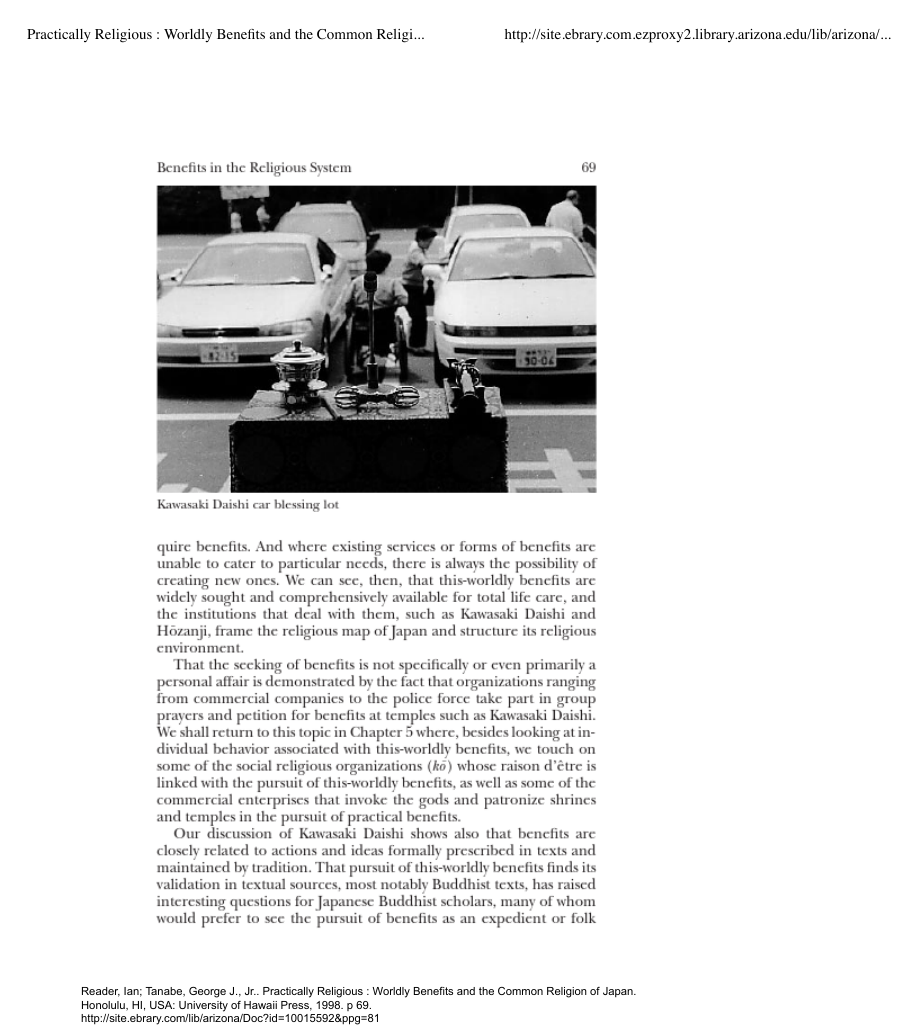 Practically Religious : Worldly Benefits and the Common Religi...
http://site.ebrary.com.ezproxy2.library.arizona.edu/lib/arizona/...
Benefits in the Religious System
69
82-15
90-04
Kawasaki Daishi car blessing lot
quire benefits. And where existing services or forms of benefits are
unable to cater to particular needs, there is always the possibility of
creating new ones. We can see, then, that this-worldly benefits are
widely sought and comprehensively available for total life care, and
the institutions that deal with them, such as Kawasaki Daishi and
Hōzanji, frame the religious map of Japan and structure its religious
environment.
That the seeking of benefits is not specifically or even primarily a
personal affair is demonstrated by the fact that organizations ranging
from commercial companies to the police force take part in group
prayers and petition for benefits at temples such as Kawasaki Daishi.
We shall return to this topic in Chapter 5 where, besides looking at in-
dividual behavior associated with this-worldly benefits, we touch on
some of the social religious organizations (kō) whose raison d'être is
linked with the pursuit of this-worldly benefits, as well as some of the
commercial enterprises that invoke the gods and patronize shrines
and temples in the pursuit of practical benefits.
Our discussion of Kawasaki Daishi shows also that benefits are
closely related to actions and ideas formally prescribed in texts and
maintained by tradition. That pursuit of this-worldly benefits finds its
validation in textual sources, most notably Buddhist texts, has raised
interesting questions for Japanese Buddhist scholars, many of whom
would prefer to see the pursuit of benefits as an expedient or folk
Reader, Ian; Tanabe, George J., Jr.. Practically Religious : Worldly Benefits and the Common Religion of Japan.
Honolulu, HI, USA: University of Hawaii Press, 1998. p 69.
http://site.ebrary.com/lib/arizona/Doc?id=10015592&ppg=81